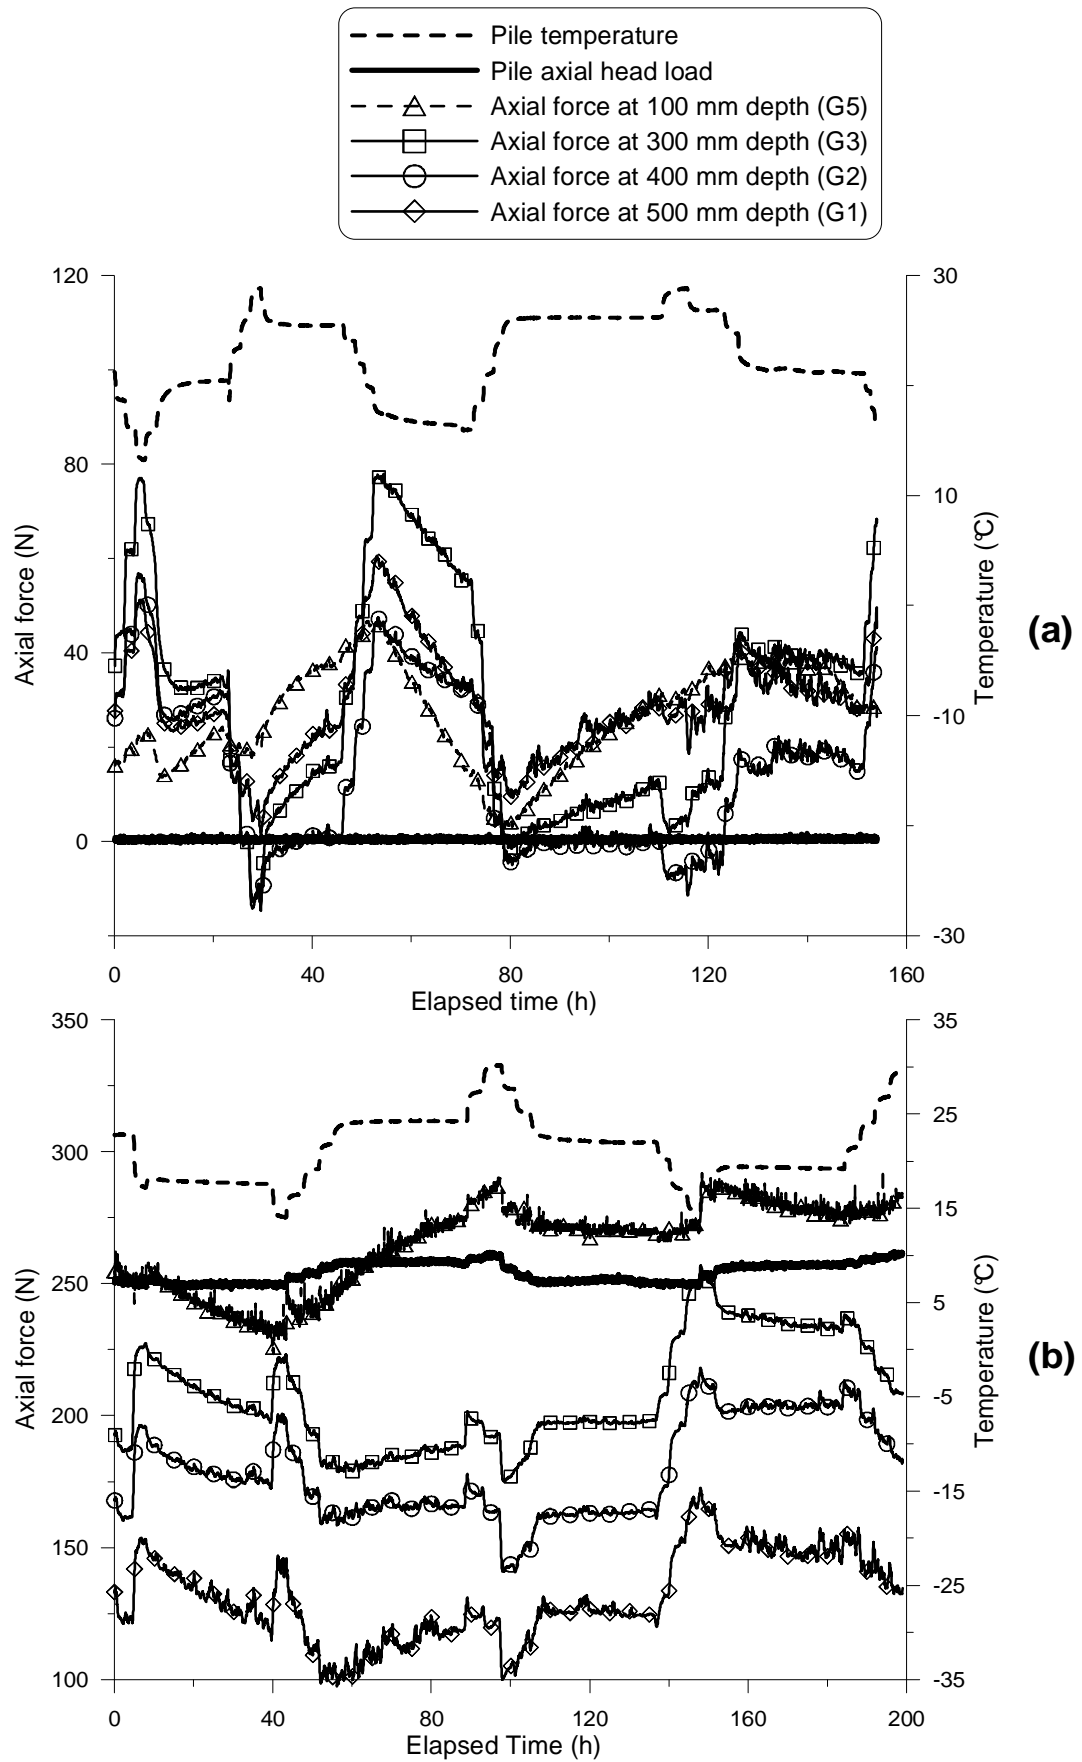 Pile temperature
Pile axial head load
Axial force at 100 mm depth (G5)
Axial force at 300 mm depth (G3)
Axial force at 400 mm depth (G2)
Axial force at 500 mm depth (G1)
120
80
40
0
Axial force (N)
30
10
-10
-30
Temperature (°C)
(a)
0 40 80 120 160
Elapsed time (h)
350
300
250
200
150
100
Axial force (N)
35
25
15
5
-5
-15
-25
-35
Temperature (°C)
(b)
0 40 80 120 160 200
Elapsed Time (h)